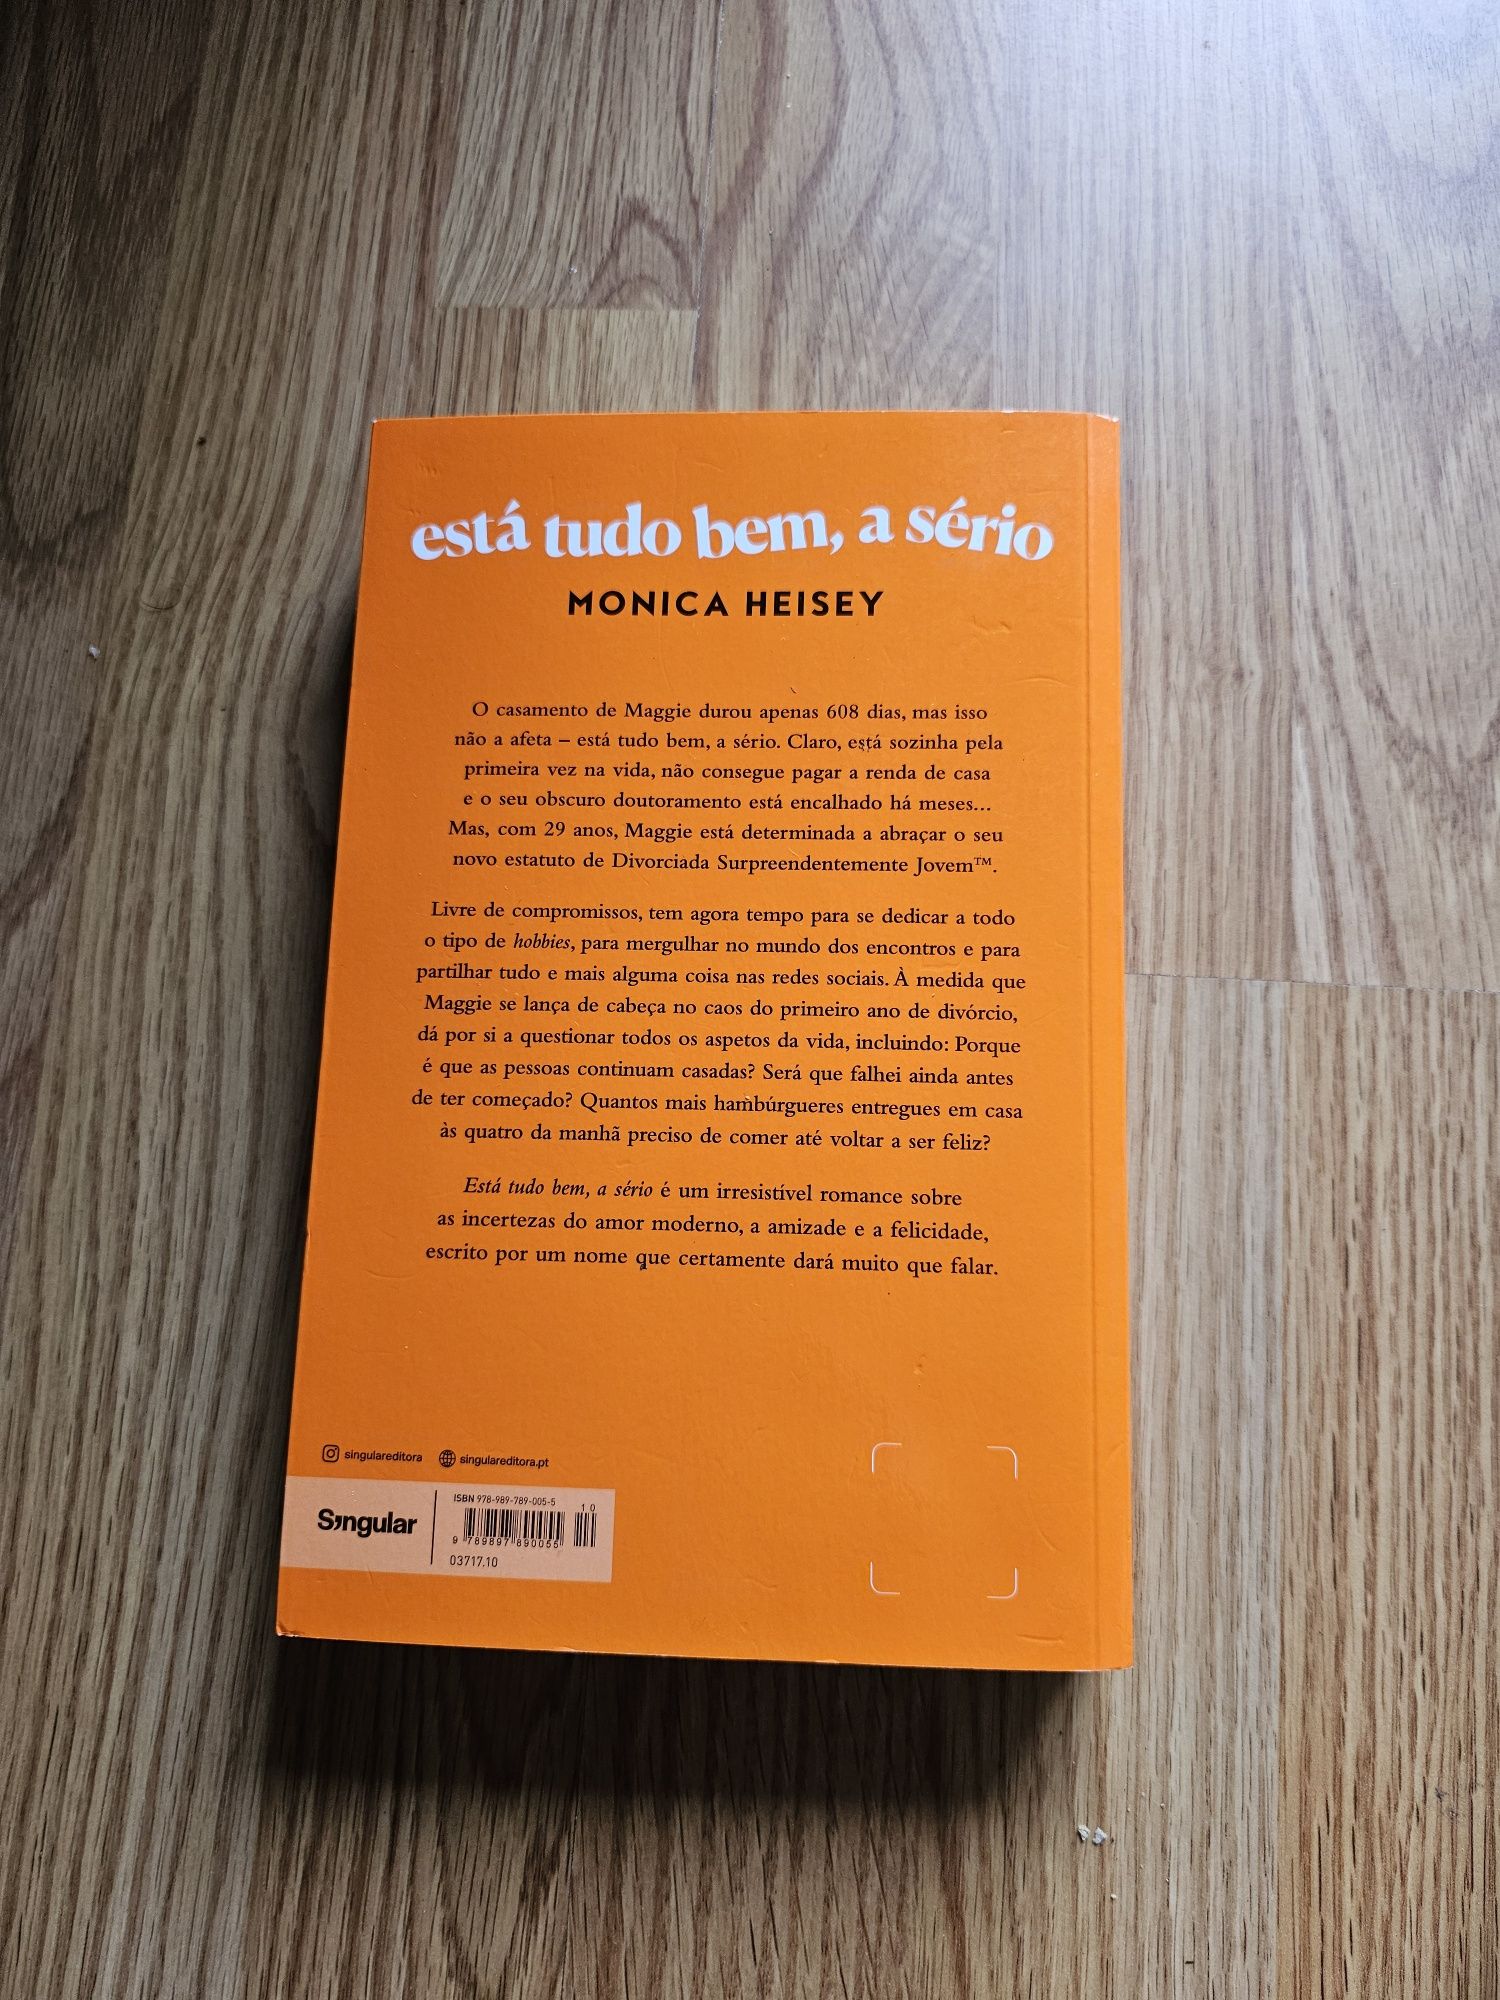 está tudo bem, a sério
MONICA HEISEY
O casamento de Maggie durou apenas 608 dias, mas isso
não a afeta – está tudo bem, a sério. Claro, está sozinha pela
primeira vez na vida, não consegue pagar a renda de casa
e o seu obscuro doutoramento está encalhado há meses...
Mas, com 29 anos, Maggie está determinada a abraçar o seu
novo estatuto de Divorciada Surpreendentemente Jovem™.
Livre de compromissos, tem agora tempo para se dedicar a todo
o tipo de hobbies, para mergulhar no mundo dos encontros e para
partilhar tudo e mais alguma coisa nas redes sociais. À medida que
Maggie se lança de cabeça no caos do primeiro ano de divórcio,
dá por si a questionar todos os aspetos da vida, incluindo: Porque
é que as pessoas continuam casadas? Será que falhei ainda antes
de ter começado? Quantos mais hambúrgueres entregues em casa
às quatro da manhã preciso de comer até voltar a ser feliz?
Está tudo bem, a sério é um irresistível romance sobre
as incertezas do amor moderno, a amizade e a felicidade,
escrito por um nome que certamente dará muito que falar.
singulareditora singulareditora.pt
Singular
ISBN 978-989-789-005-5
10
9 789897 890055
03717.10